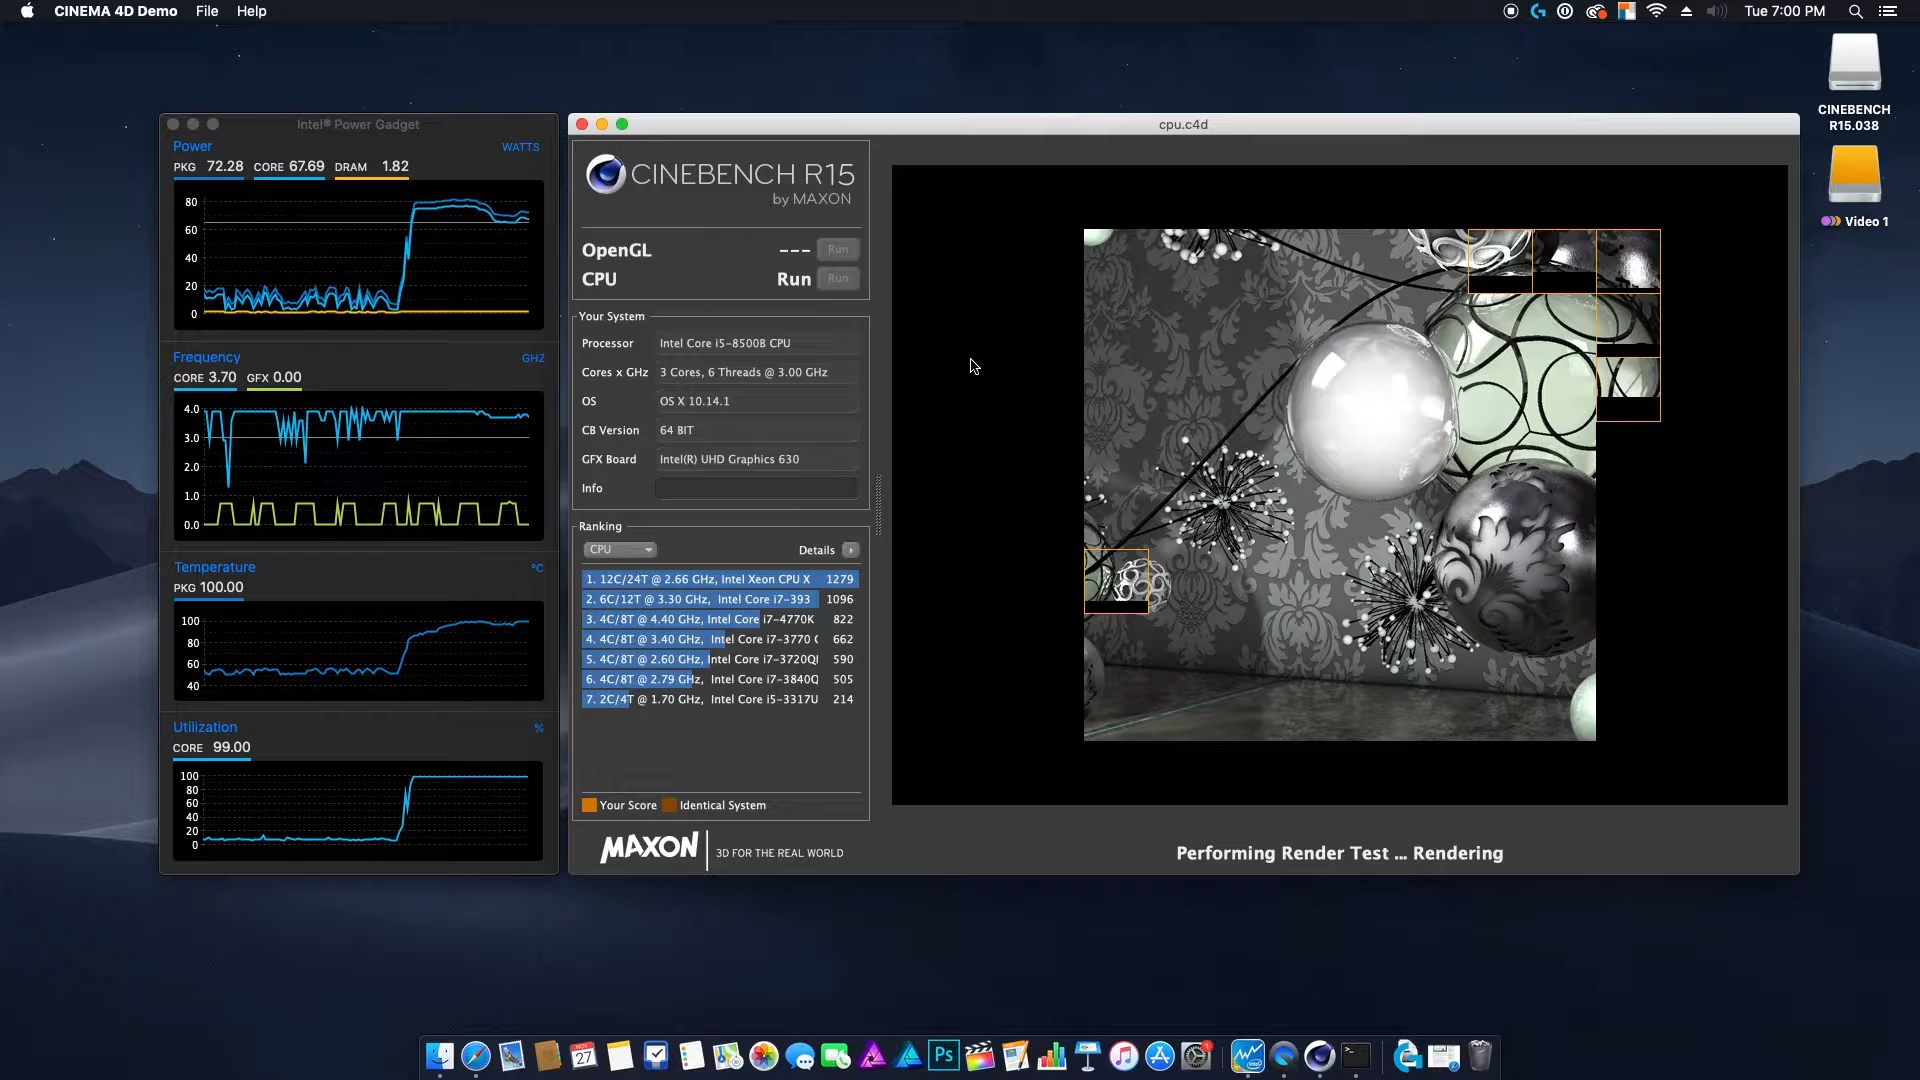 CINEMA 4D Demo File Help
Tue 7:00 PM
CINEBENCH
R15.038
Video 1
Intel® Power Gadget
Power WATTS
PKG 72.28 CORE 67.69 DRAM 1.82
80
60
40
20
0
Frequency GHZ
CORE 3.70 GFX 0.00
4.0
3.0
2.0
1.0
0.0
Temperature °C
PKG 100.00
100
80
60
40
Utilization %
CORE 99.00
100
80
60
40
20
0
cpu.c4d
CINEBENCH R15
by MAXON
OpenGL --- Run
CPU Run Run
Your System
Processor Intel Core i5-8500B CPU
Cores x GHz 3 Cores, 6 Threads @ 3.00 GHz
OS OS X 10.14.1
CB Version 64 BIT
GFX Board Intel(R) UHD Graphics 630
Info
Ranking
CPU Details
1. 12C/24T @ 2.66 GHz, Intel Xeon CPU X 1279
2. 6C/12T @ 3.30 GHz, Intel Core i7-393 1096
3. 4C/8T @ 4.40 GHz, Intel Core i7-4770K 822
4. 4C/8T @ 3.40 GHz, Intel Core i7-3770 662
5. 4C/8T @ 2.60 GHz, Intel Core i7-3720QI 590
6. 4C/8T @ 2.79 GHz, Intel Core i7-3840Q 505
7. 2C/4T @ 1.70 GHz, Intel Core i5-3317U 214
Your Score Identical System
MAXON 3D FOR THE REAL WORLD
Performing Render Test ... Rendering
NOV
27
Ps
1